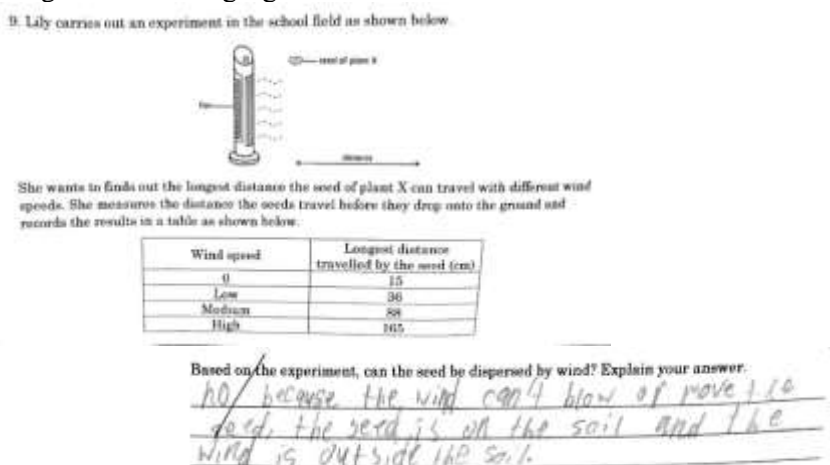 9. Lily carries out an experiment in the school field as shown below.
seed of plant X
fan
distance
She wants to finds out the longest distance the seed of plant X can travel with different wind
speeds. She measures the distance the seeds travel before they drop onto the ground and
records the results in a table as shown below.
Wind speed
Longest distance
travelled by the seed (cm)
0 15
Low 36
Medium 88
High 165
Based on the experiment, can the seed be dispersed by wind? Explain your answer.
no because the wind can't blow or move the
seed, the seed is on the soil and the
wind is outside the soil.